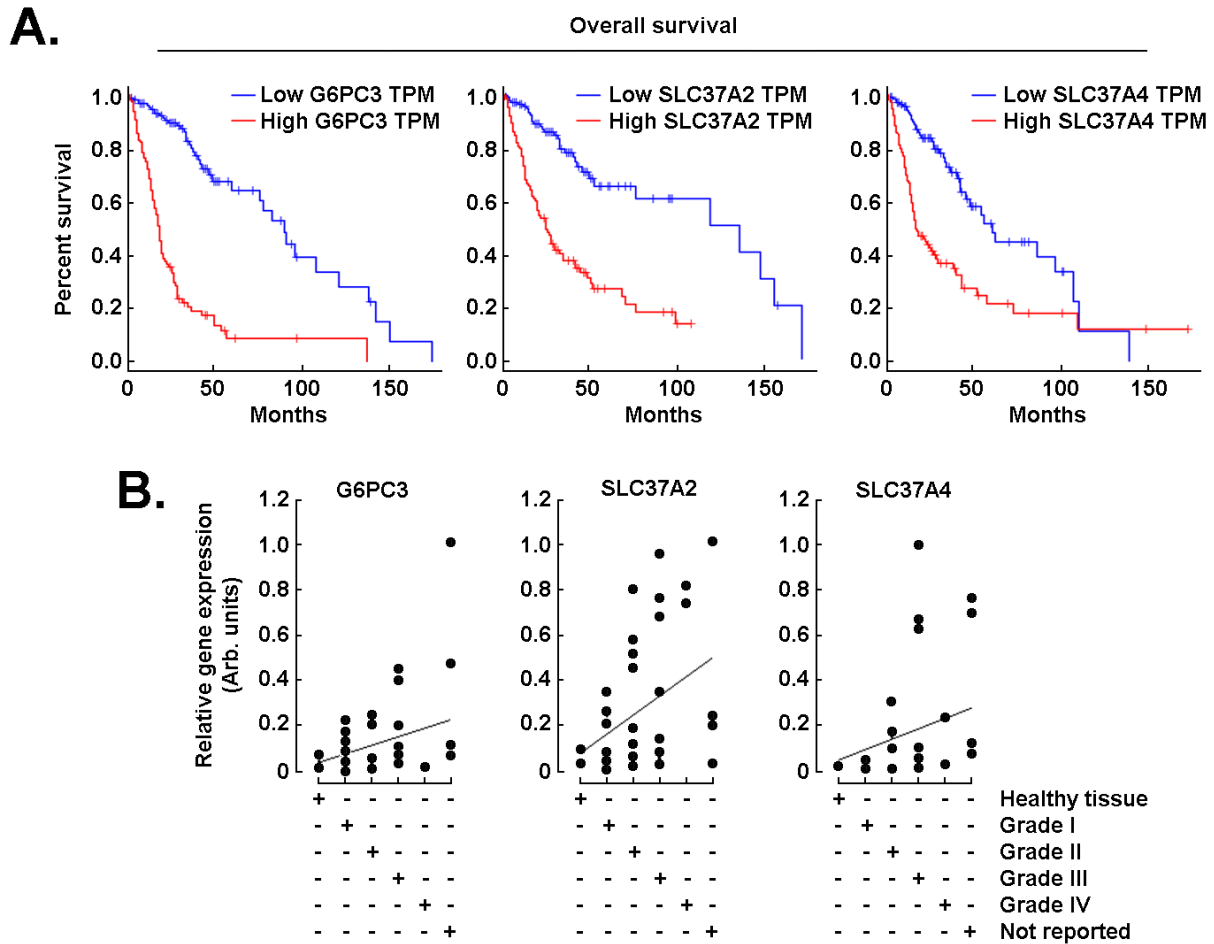 A.
Overall survival
Low G6PC3 TPM
High G6PC3 TPM
Low SLC37A2 TPM
High SLC37A2 TPM
Low SLC37A4 TPM
High SLC37A4 TPM
Percent survival
1.0
0.8
0.6
0.4
0.2
0.0
0 50 100 150
Months
1.0
0.8
0.6
0.4
0.2
0.0
0 50 100 150
Months
1.0
0.8
0.6
0.4
0.2
0.0
0 50 100 150
Months
B.
Relative gene expression
(Arb. units)
G6PC3
1.2
1.0
0.8
0.6
0.4
0.2
0
SLC37A2
1.2
1.0
0.8
0.6
0.4
0.2
0
SLC37A4
1.2
1.0
0.8
0.6
0.4
0.2
0
+ - - - - - + - - - - - + - - - - - Healthy tissue
- + - - - - - + - - - - - + - - - - Grade I
- - + - - - - - + - - - - - + - - - Grade II
- - - + - - - - - + - - - - - + - - Grade III
- - - - + - - - - - + - - - - - + - Grade IV
- - - - - + - - - - - + - - - - - + Not reported